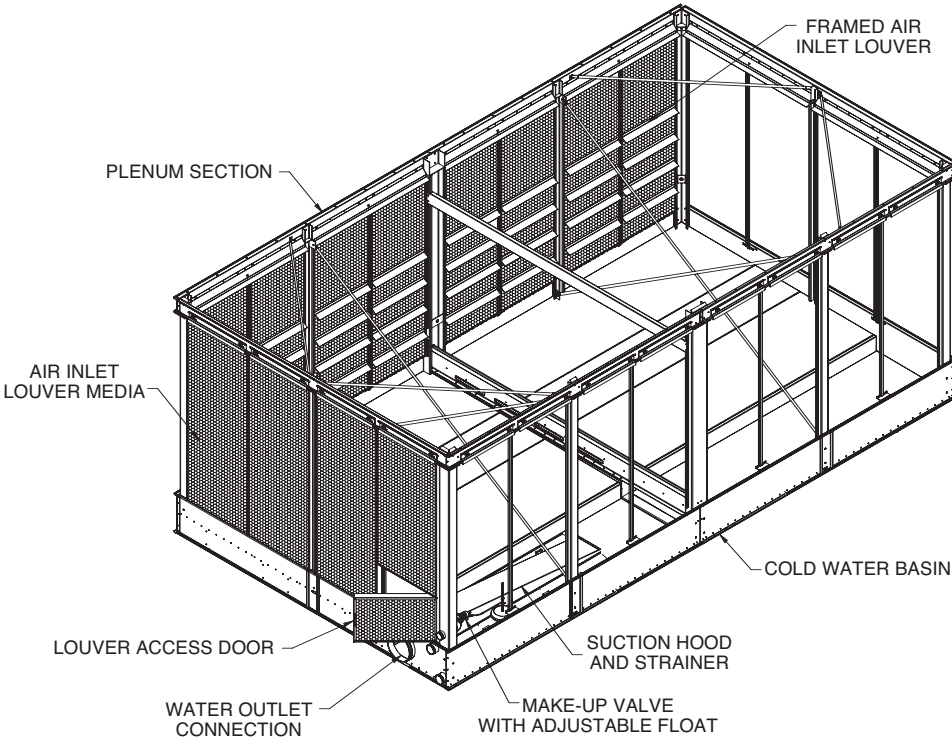 FRAMED AIR
INLET LOUVER
PLENUM SECTION
AIR INLET
LOUVER MEDIA
COLD WATER BASIN
LOUVER ACCESS DOOR
SUCTION HOOD
AND STRAINER
WATER OUTLET
CONNECTION
MAKE-UP VALVE
WITH ADJUSTABLE FLOAT